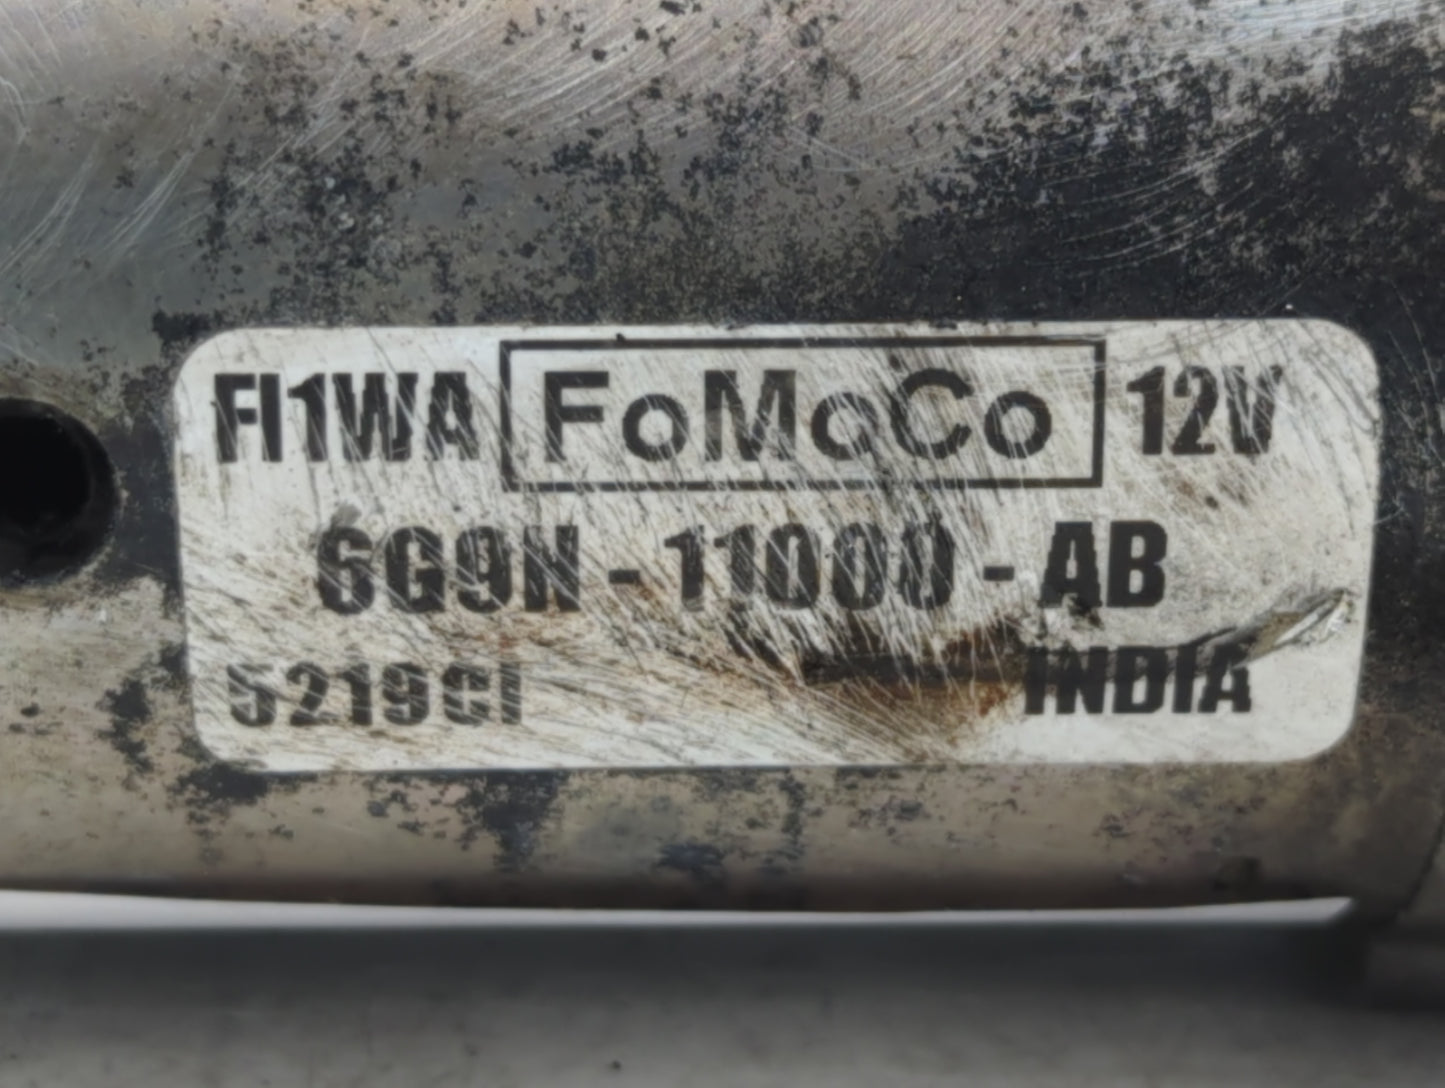 FI1WA FoMoCo 12V
6G9N - 11000 - AB
5219CI INDIA